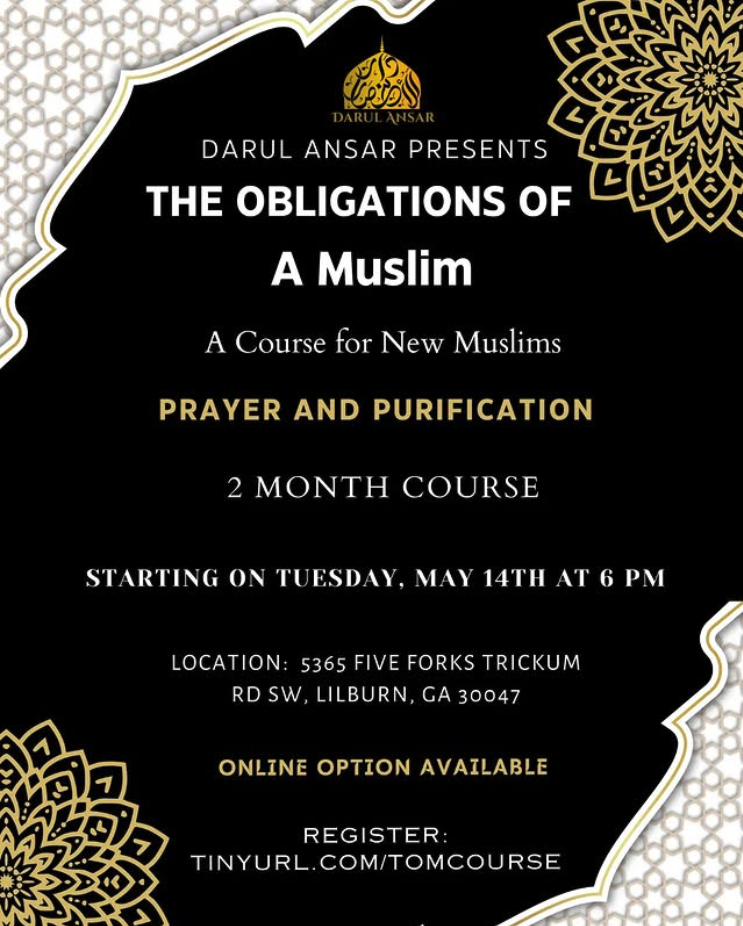 DARUL ANSAR
DARUL ANSAR PRESENTS
THE OBLIGATIONS OF
A Muslim
A Course for New Muslims
PRAYER AND PURIFICATION
2 MONTH COURSE
STARTING ON TUESDAY, MAY 14TH AT 6 PM
LOCATION: 5365 FIVE FORKS TRICKUM
RD SW, LILBURN, GA 30047
ONLINE OPTION AVAILABLE
REGISTER:
TINYURL.COM/TOMCOURSE